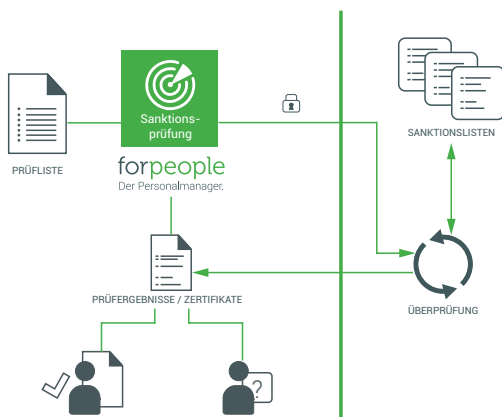 Sanktions-
prüfung
SANKTIONSLISTEN
PRÜFLISTE
forpeople
Der Personalmanager.
PRÜFERGEBNISSE / ZERTIFIKATE
ÜBERPRÜFUNG
?